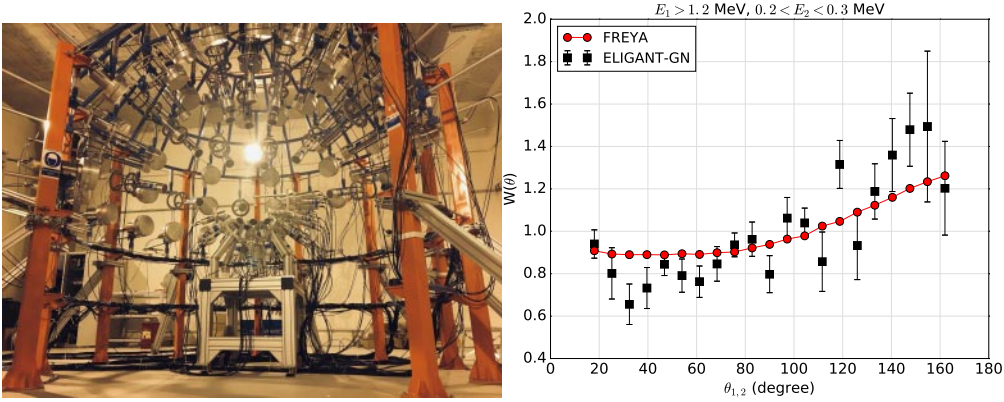 $E_1 > 1.2$ MeV, $0.2 < E_2 < 0.3$ MeV
2.0
FREYA
ELIGANT-GN
1.8
1.6
1.4
1.2
W(θ)
1.0
0.8
0.6
0.4
0 20 40 60 80 100 120 140 160 180
θ1,2 (degree)